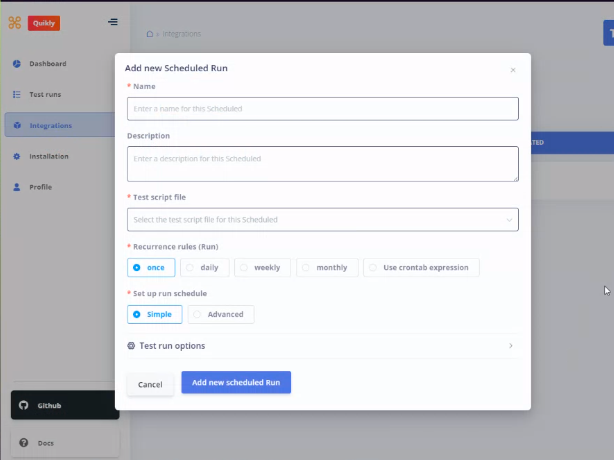 Quikly
Integrations
Dashboard
Test runs
Integrations
Installation
Profile
Github
Docs
Add new Scheduled Run
* Name
Enter a name for this Scheduled
Description
Enter a description for this Scheduled
* Test script file
Select the test script file for this Scheduled
* Recurrence rules (Run)
once daily weekly monthly Use crontab expression
* Set up run schedule
Simple Advanced
Test run options
Cancel Add new scheduled Run